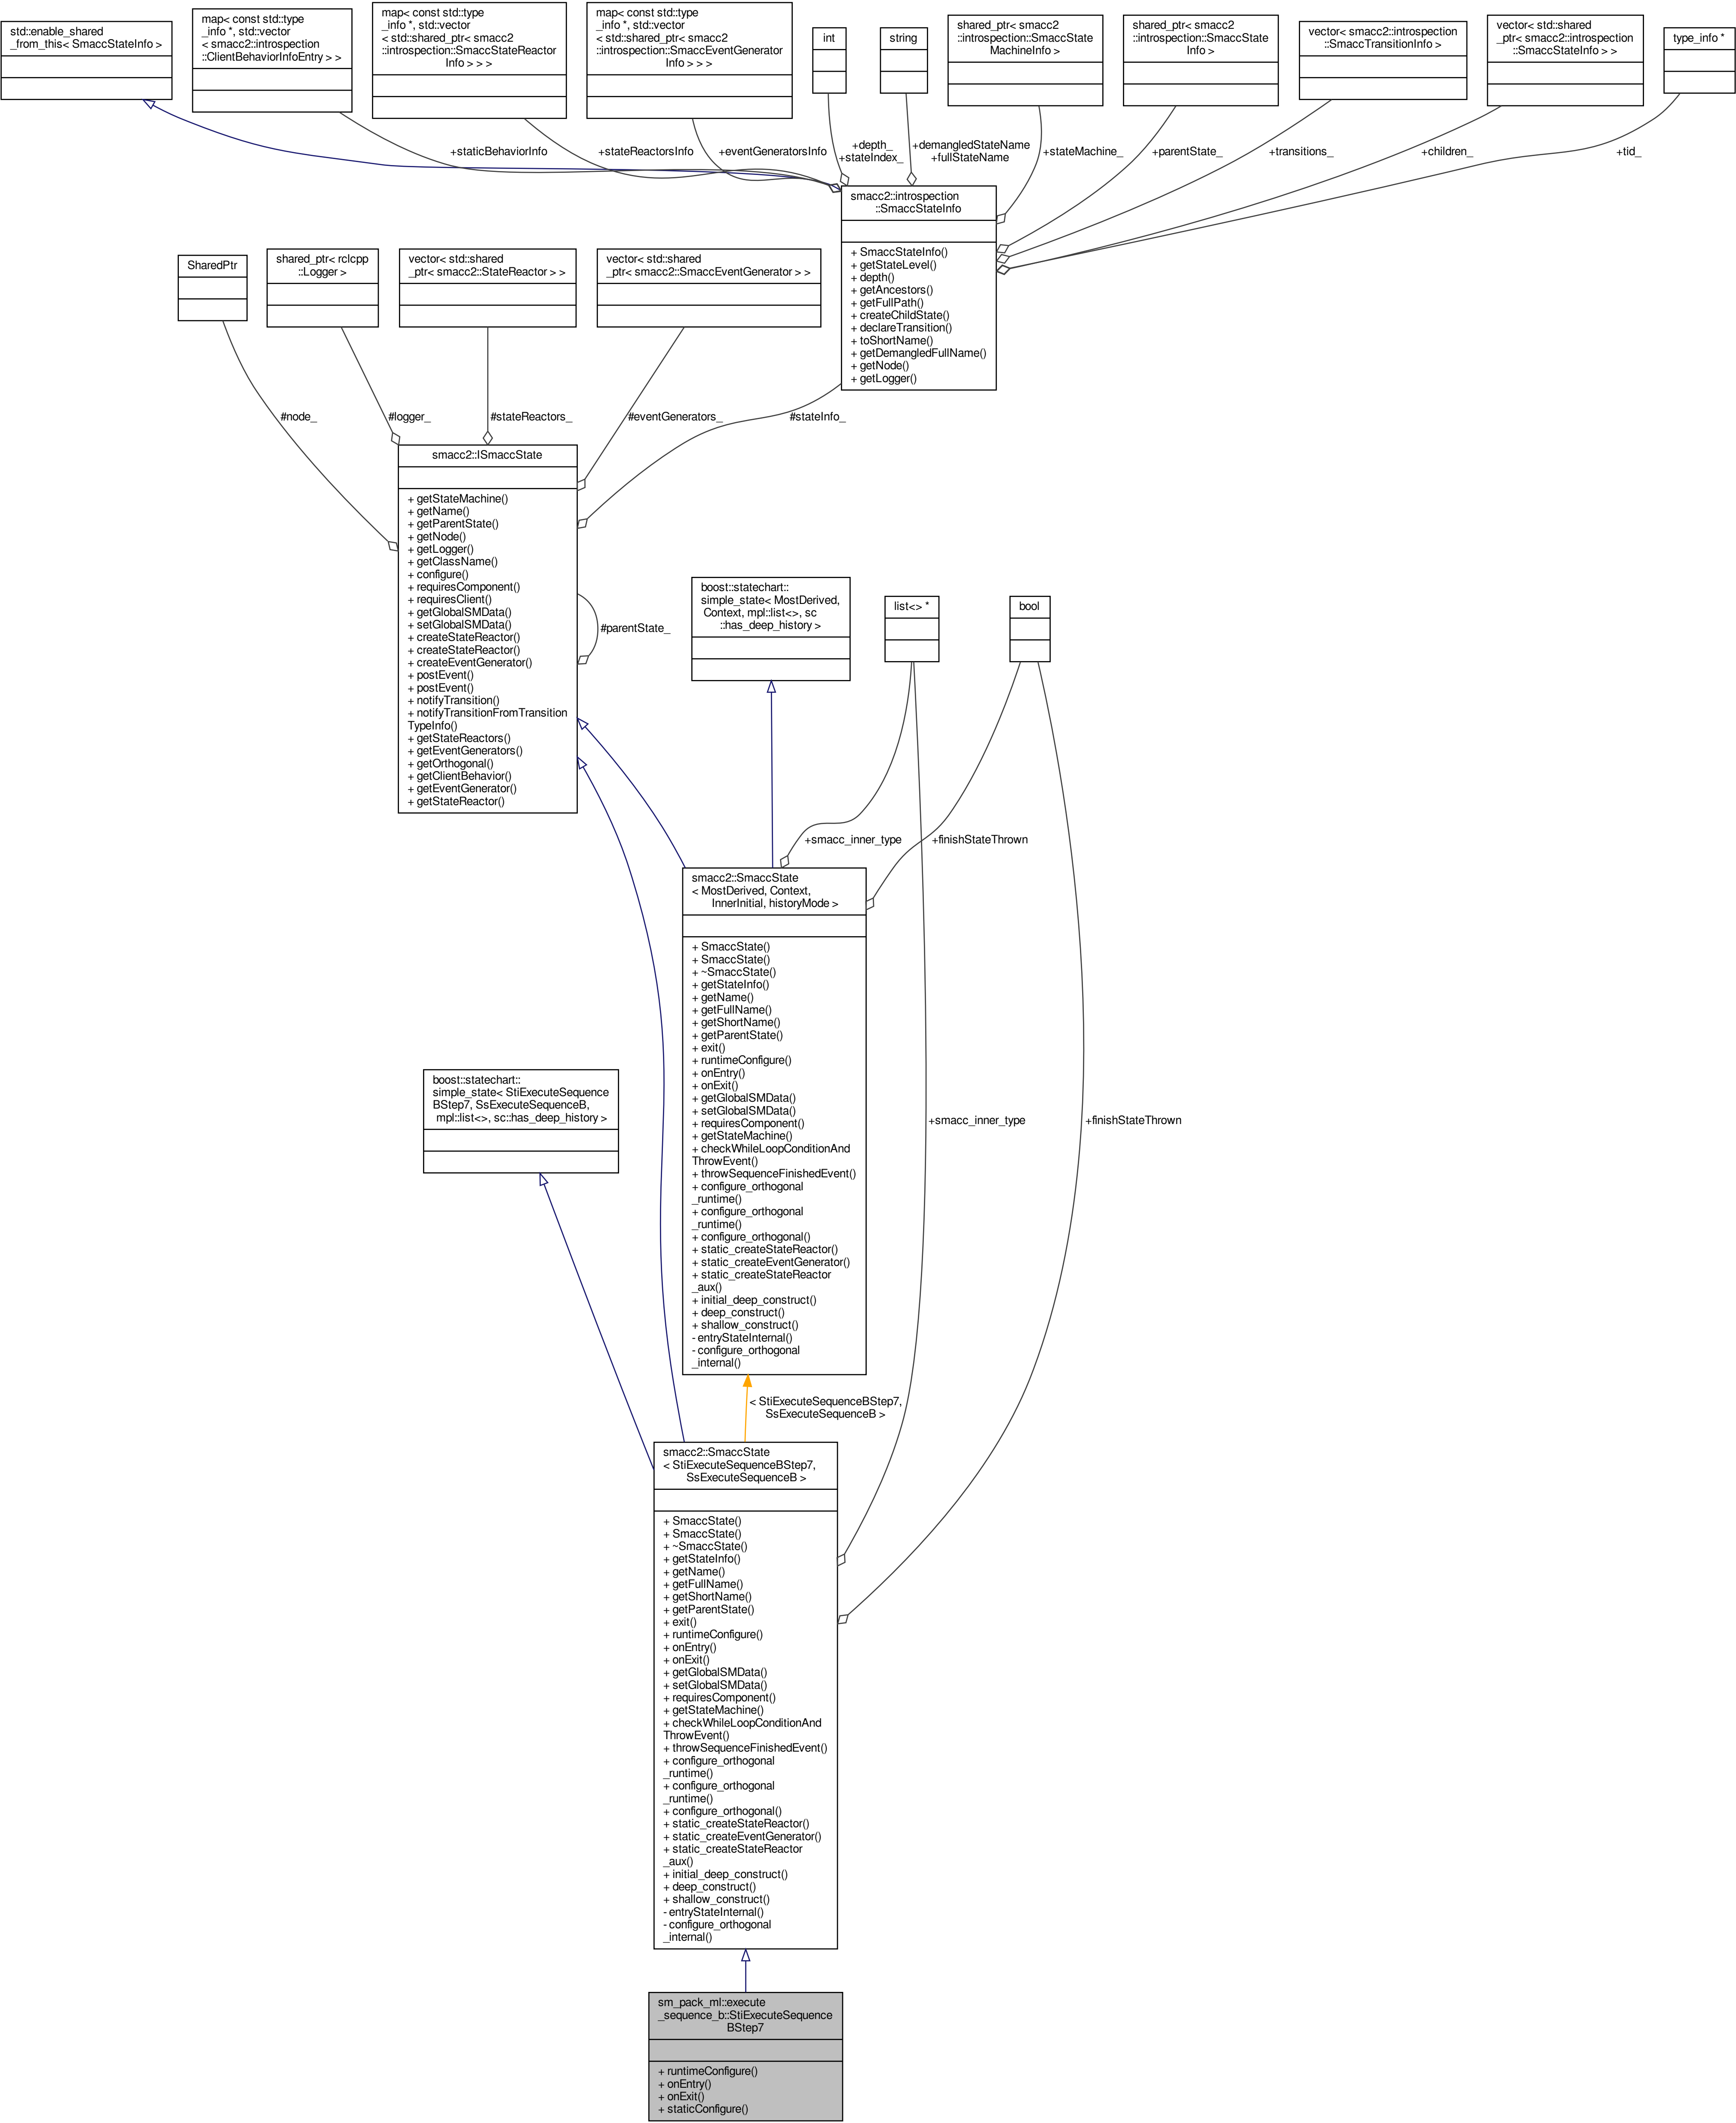 std::enable_shared
_from_this< SmaccStateInfo >
map< const std::type
_info *, std::vector
< smacc2::introspection
::ClientBehaviorInfoEntry > >
map< const std::type
_info *, std::vector
< std::shared_ptr< smacc2
::introspection::SmaccStateReactor
Info > > >
map< const std::type
_info *, std::vector
< std::shared_ptr< smacc2
::introspection::SmaccEventGenerator
Info > > >
int
string
shared_ptr< smacc2
::introspection::SmaccState
MachineInfo >
shared_ptr< smacc2
::introspection::SmaccState
Info >
vector< smacc2::introspection
::SmaccTransitionInfo >
vector< std::shared
_ptr< smacc2::introspection
::SmaccStateInfo > >
type_info *
+staticBehaviorInfo
+stateReactorsInfo
+eventGeneratorsInfo
+depth_
+stateIndex_
+demangledStateName
+fullStateName
+stateMachine_
+parentState_
+transitions_
+children_
+tid_
smacc2::introspection
::SmaccStateInfo
+ SmaccStateInfo()
+ getStateLevel()
+ depth()
+ getAncestors()
+ getFullPath()
+ createChildState()
+ declareTransition()
+ toShortName()
+ getDemangledFullName()
+ getNode()
+ getLogger()
SharedPtr
shared_ptr< rclcpp
::Logger >
vector< std::shared
_ptr< smacc2::StateReactor > >
vector< std::shared
_ptr< smacc2::SmaccEventGenerator > >
#node_
#logger_
#stateReactors_
#eventGenerators_
#stateInfo_
smacc2::ISmaccState
+ getStateMachine()
+ getName()
+ getParentState()
+ getNode()
+ getLogger()
+ getClassName()
+ configure()
+ requiresComponent()
+ requiresClient()
+ getGlobalSMData()
+ setGlobalSMData()
+ createStateReactor()
+ createStateReactor()
+ createEventGenerator()
+ postEvent()
+ postEvent()
+ notifyTransition()
+ notifyTransitionFromTransition
TypeInfo()
+ getStateReactors()
+ getEventGenerators()
+ getOrthogonal()
+ getClientBehavior()
+ getEventGenerator()
+ getStateReactor()
#parentState_
boost::statechart::
simple_state< MostDerived,
Context, mpl::list<>, sc
::has_deep_history >
list<> *
bool
+smacc_inner_type
+finishStateThrown
smacc2::SmaccState
< MostDerived, Context,
InnerInitial, historyMode >
+ SmaccState()
+ SmaccState()
+ ~SmaccState()
+ getStateInfo()
+ getName()
+ getFullName()
+ getShortName()
+ getParentState()
+ exit()
+ runtimeConfigure()
+ onEntry()
+ onExit()
+ getGlobalSMData()
+ setGlobalSMData()
+ requiresComponent()
+ getStateMachine()
+ checkWhileLoopConditionAnd
ThrowEvent()
+ throwSequenceFinishedEvent()
+ configure_orthogonal
_runtime()
+ configure_orthogonal
_runtime()
+ configure_orthogonal()
+ static_createStateReactor()
+ static_createEventGenerator()
+ static_createStateReactor
_aux()
+ initial_deep_construct()
+ deep_construct()
+ shallow_construct()
- entryStateInternal()
- configure_orthogonal
_internal()
boost::statechart::
simple_state< StiExecuteSequence
BStep7, SsExecuteSequenceB,
mpl::list<>, sc::has_deep_history >
+smacc_inner_type
+finishStateThrown
< StiExecuteSequenceBStep7,
SsExecuteSequenceB >
smacc2::SmaccState
< StiExecuteSequenceBStep7,
SsExecuteSequenceB >
+ SmaccState()
+ SmaccState()
+ ~SmaccState()
+ getStateInfo()
+ getName()
+ getFullName()
+ getShortName()
+ getParentState()
+ exit()
+ runtimeConfigure()
+ onEntry()
+ onExit()
+ getGlobalSMData()
+ setGlobalSMData()
+ requiresComponent()
+ getStateMachine()
+ checkWhileLoopConditionAnd
ThrowEvent()
+ throwSequenceFinishedEvent()
+ configure_orthogonal
_runtime()
+ configure_orthogonal
_runtime()
+ configure_orthogonal()
+ static_createStateReactor()
+ static_createEventGenerator()
+ static_createStateReactor
_aux()
+ initial_deep_construct()
+ deep_construct()
+ shallow_construct()
- entryStateInternal()
- configure_orthogonal
_internal()
sm_pack_ml::execute
_sequence_b::StiExecuteSequence
BStep7
+ runtimeConfigure()
+ onEntry()
+ onExit()
+ staticConfigure()